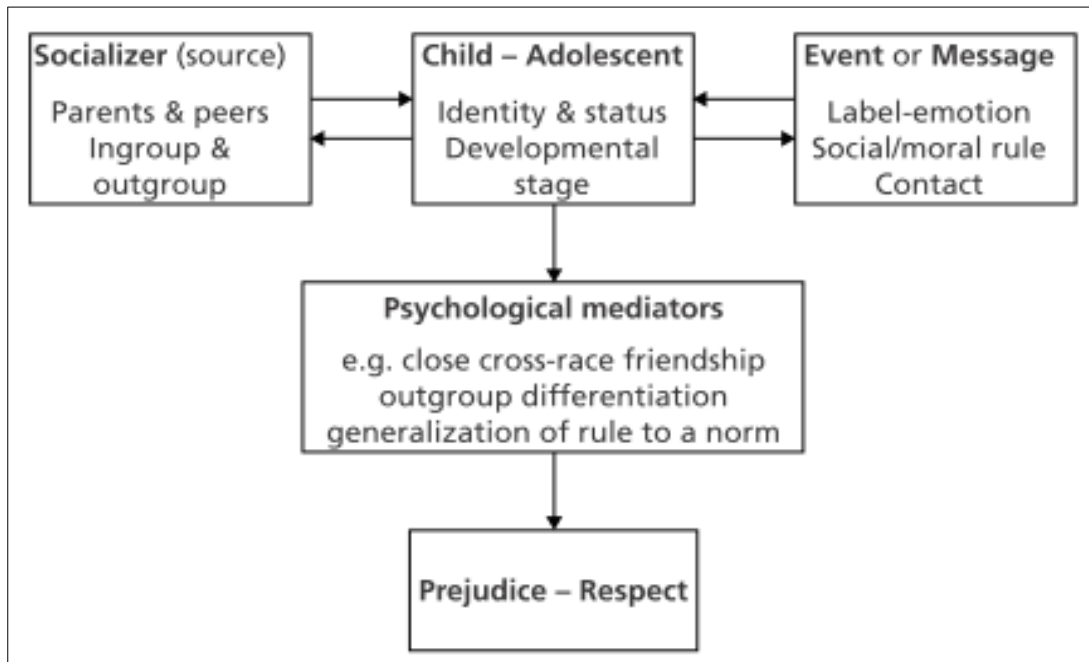 Socializer (source)
Parents & peers
Ingroup &
outgroup
Child – Adolescent
Identity & status
Developmental
stage
Event or Message
Label-emotion
Social/moral rule
Contact
Psychological mediators
e.g. close cross-race friendship
outgroup differentiation
generalization of rule to a norm
Prejudice – Respect